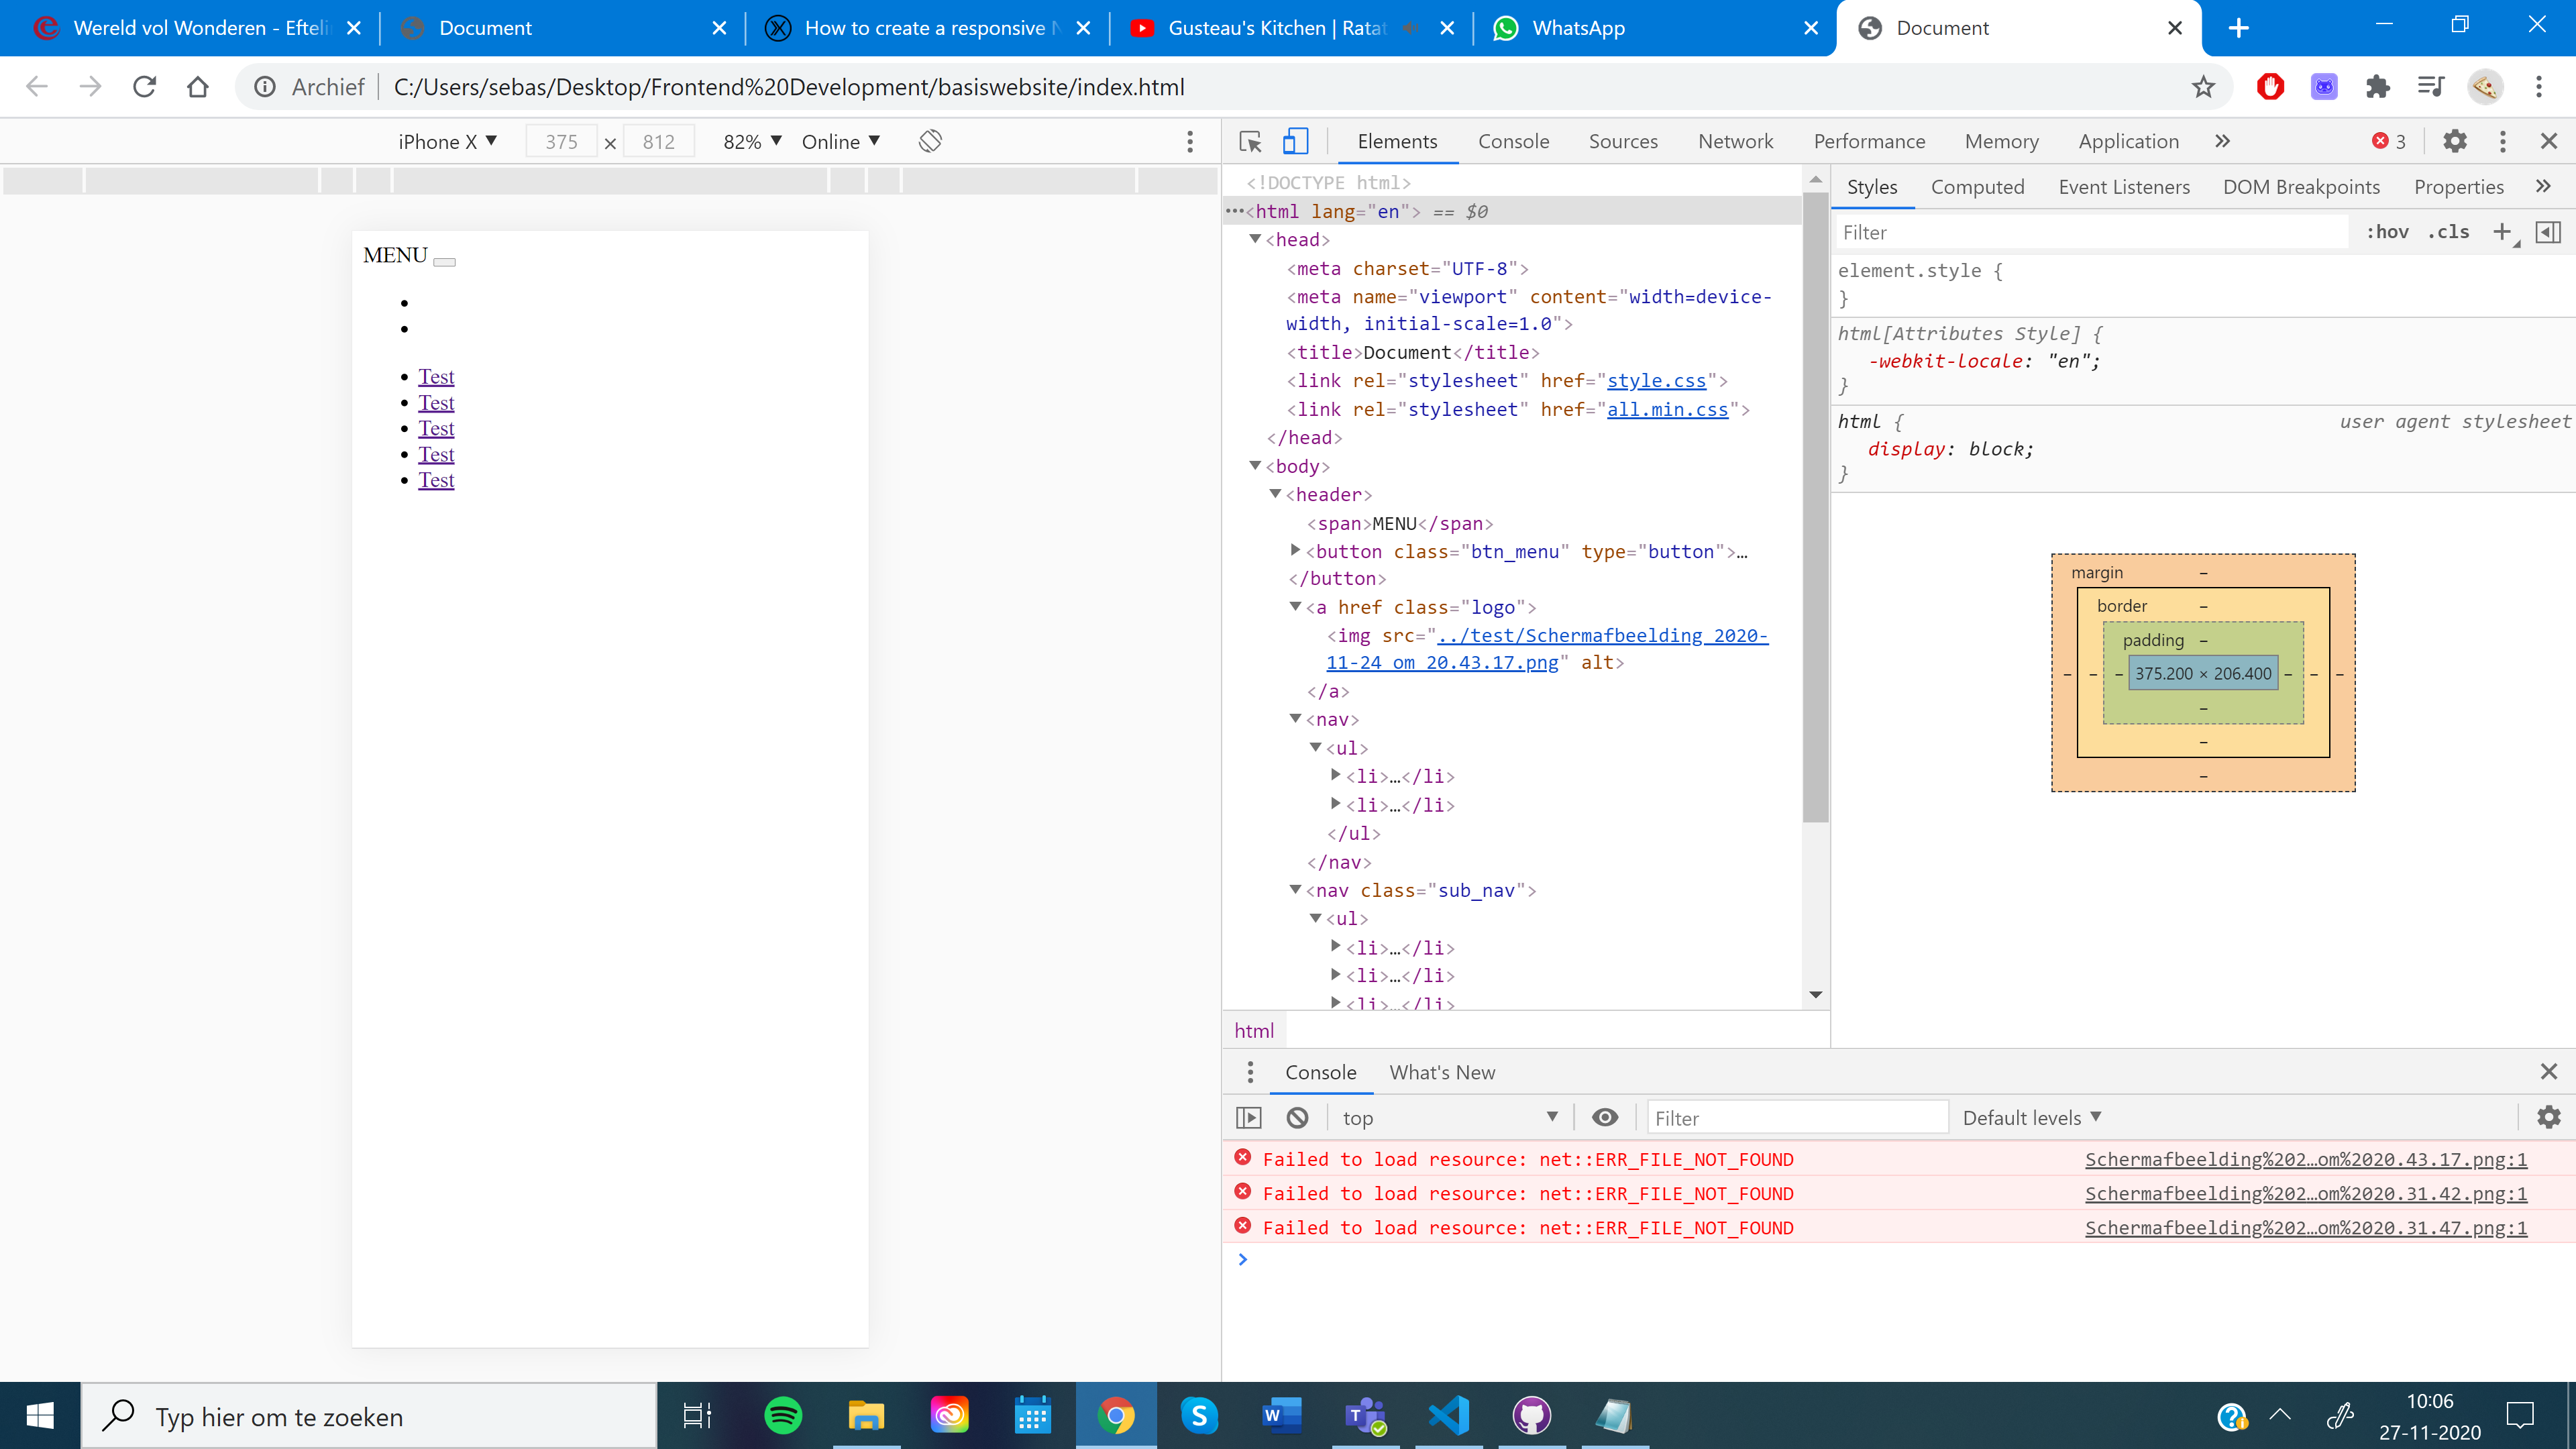 Wereld vol Wonderen - Efteli
Document
How to create a responsive N
Gusteau's Kitchen | Ratat
WhatsApp
Document
Archief
C:/Users/sebas/Desktop/Frontend%20Development/basiswebsite/index.html
iPhone X ▼ 375 × 812 82% ▼ Online ▼
Elements Console Sources Network Performance Memory Application » 3
MENU
Test
Test
Test
Test
Test
<!DOCTYPE html>
···<html lang="en"> == $0
<head>
<meta charset="UTF-8">
<meta name="viewport" content="width=device-
width, initial-scale=1.0">
<title>Document</title>
<link rel="stylesheet" href="style.css">
<link rel="stylesheet" href="all.min.css">
</head>
<body>
<header>
<span>MENU</span>
<button class="btn_menu" type="button">…
</button>
<a href class="logo">
<img src="../test/Schermafbeelding 2020-
11-24 om 20.43.17.png" alt>
</a>
<nav>
<ul>
<li>…</li>
<li>…</li>
</ul>
</nav>
<nav class="sub_nav">
<ul>
<li>…</li>
<li>…</li>
<li>…</li>
html
Styles Computed Event Listeners DOM Breakpoints Properties »
Filter :hov .cls +
element.style {
}
html[Attributes Style] {
-webkit-locale: "en";
}
html { user agent stylesheet
display: block;
}
margin –
border –
padding –
– – – 375.200 × 206.400 – – –
–
–
–
Console What's New
top ▼ Filter Default levels ▼
Failed to load resource: net::ERR_FILE_NOT_FOUND Schermafbeelding%202…om%2020.43.17.png:1
Failed to load resource: net::ERR_FILE_NOT_FOUND Schermafbeelding%202…om%2020.31.42.png:1
Failed to load resource: net::ERR_FILE_NOT_FOUND Schermafbeelding%202…om%2020.31.47.png:1
Typ hier om te zoeken
10:06
27-11-2020